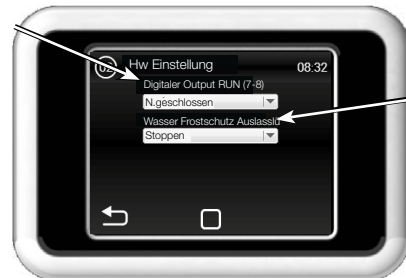 02 Hw Einstellung 08:32
Digitaler Output RUN (7-8)
N.geschlossen
Wasser Frostschutz Auslasslu
Stoppen